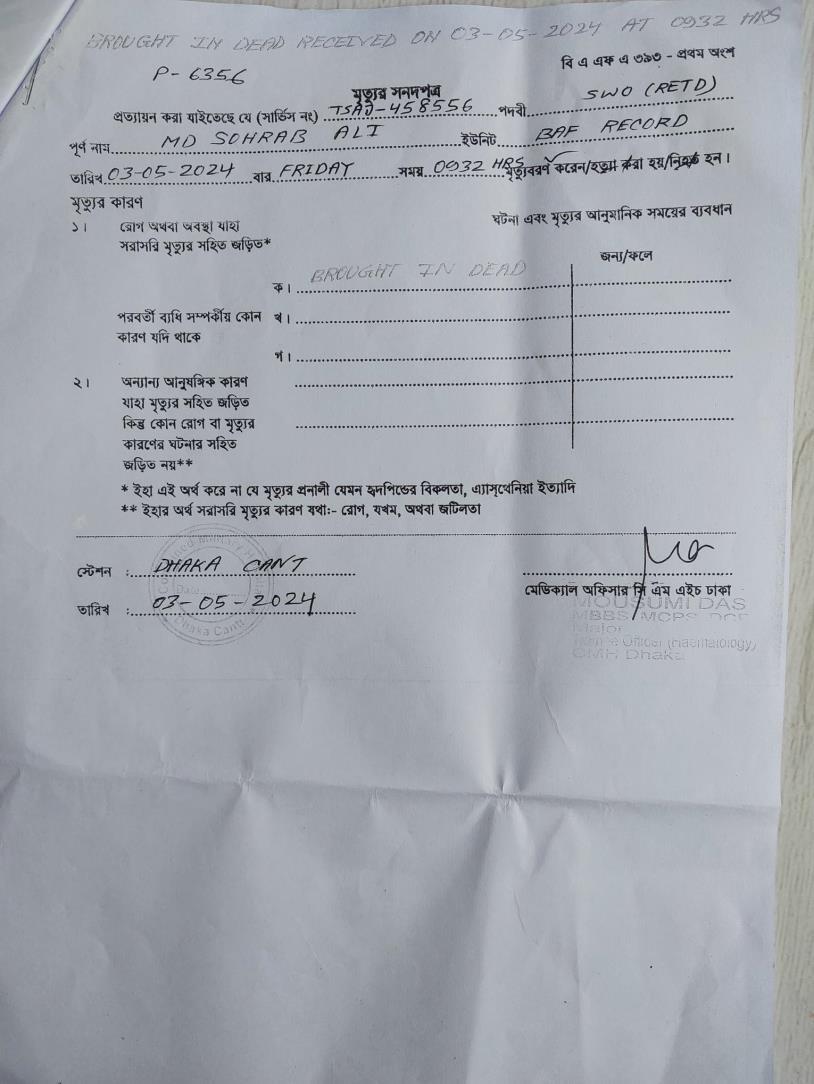 BROUGHT IN DEAD RECEIVED ON 03-05-2024 AT 0932 HRS
P-6356
বি এ এফ এ ৩৯৩ - প্রথম অংশ
মৃত্যুর সনদপত্র
প্রত্যায়ন করা যাইতেছে যে (সার্ভিস নং) TSAJ-458556 পদবী SWO (RETD)
পূর্ণ নাম MD SOHRAB ALI ইউনিট BAF RECORD
তারিখ 03-05-2024 বার FRIDAY সময় 0932 HRS মৃত্যুবরণ করেন/হত্যা করা হয়/নিহত হন।
মৃত্যুর কারণ
১। রোগ অথবা অবস্থা যাহা ঘটনা এবং মৃত্যুর আনুমানিক সময়ের ব্যবধান
সরাসরি মৃত্যুর সহিত জড়িত*
জন্য/ফলে
ক। BROUGHT IN DEAD
পরবর্তী ব্যধি সম্পর্কীয় কোন খ।
কারণ যদি থাকে
গ।
২। অন্যান্য আনুষঙ্গিক কারণ
যাহা মৃত্যুর সহিত জড়িত
কিন্তু কোন রোগ বা মৃত্যুর
কারণের ঘটনার সহিত
জড়িত নয়**
* ইহা এই অর্থ করে না যে মৃত্যুর প্রনালী যেমন হৃদপিন্ডের বিকলতা, এ্যাস্থেনিয়া ইত্যাদি
** ইহার অর্থ সরাসরি মৃত্যুর কারণ যথাঃ- রোগ, যখম, অথবা জটিলতা
স্টেশন : DHAKA CANT
মেডিক্যাল অফিসার সি এম এইচ ঢাকা
তারিখ : 03-05-2024
MOUSUMI DAS
MBBS MCPS
Major
Officer (Haematology)
CMH Dhaka
Dhaka Cantt